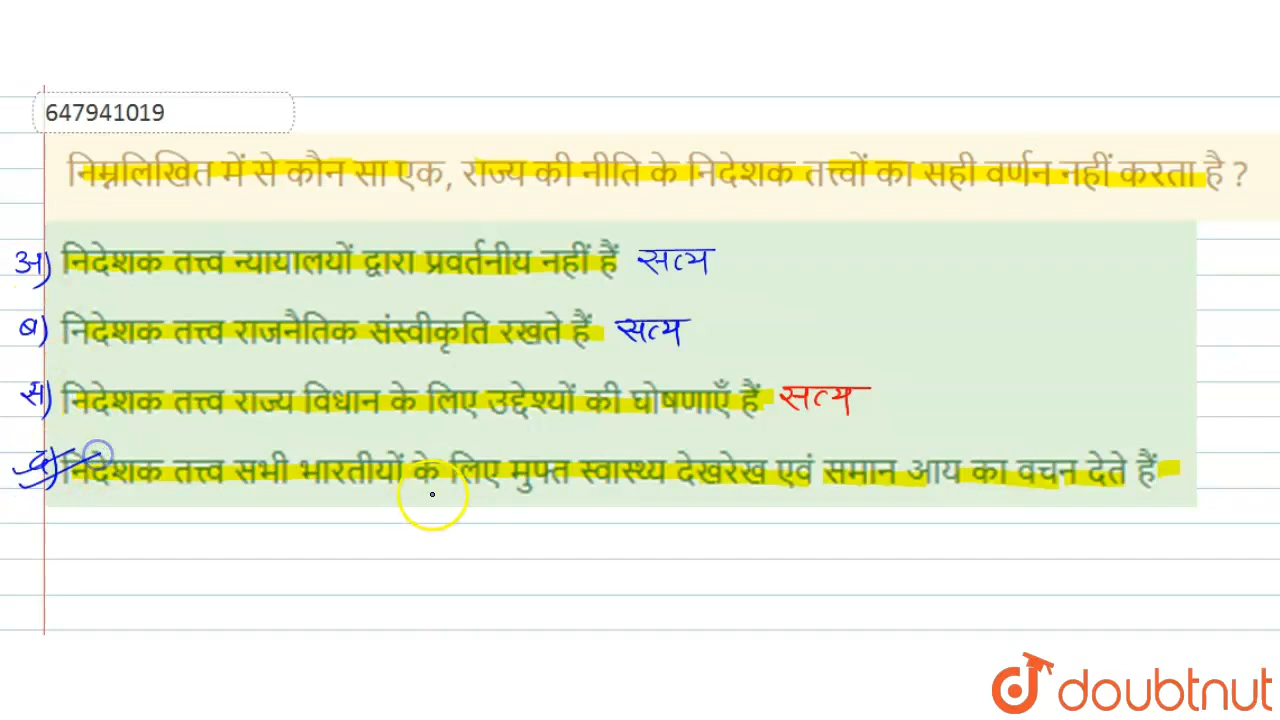 647941019
निम्नलिखित में से कौन सा एक, राज्य की नीति के निदेशक तत्त्वों का सही वर्णन नहीं करता है ?
अ) निदेशक तत्त्व न्यायालयों द्वारा प्रवर्तनीय नहीं हैं सत्य
ब) निदेशक तत्त्व राजनैतिक संस्वीकृति रखते हैं सत्य
स) निदेशक तत्त्व राज्य विधान के लिए उद्देश्यों की घोषणाएँ हैं सत्य
द) निदेशक तत्त्व सभी भारतीयों के लिए मुफ्त स्वास्थ्य देखरेख एवं समान आय का वचन देते हैं
doubtnut